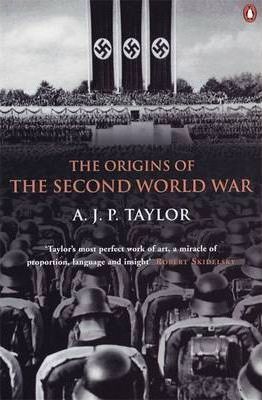 THE ORIGINS OF
THE SECOND WORLD WAR
A. J. P. TAYLOR
'Taylor's most perfect work of art, a miracle of
proportion, language and insight' ROBERT SKIDELSKY